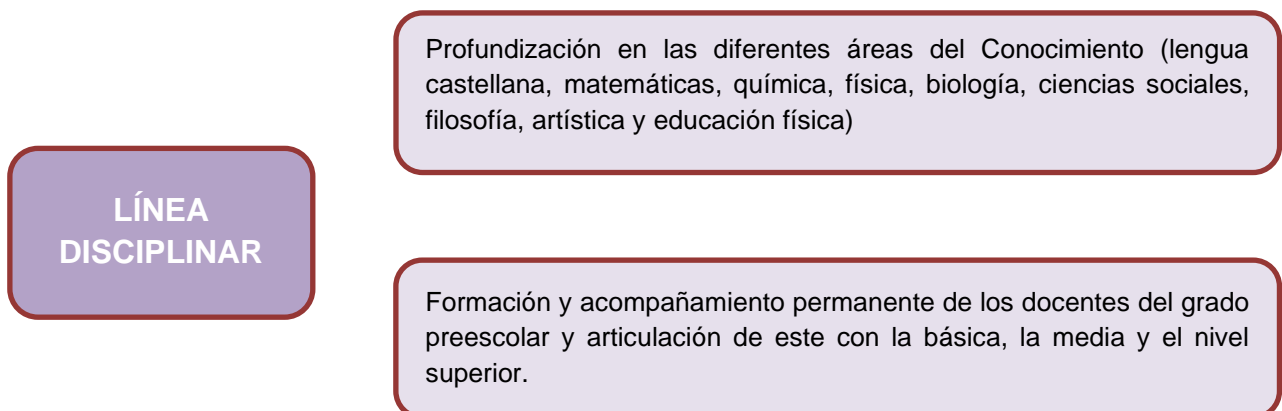 Profundización en las diferentes áreas del Conocimiento (lengua
castellana, matemáticas, química, física, biología, ciencias sociales,
filosofía, artística y educación física)
LÍNEA
DISCIPLINAR
Formación y acompañamiento permanente de los docentes del grado
preescolar y articulación de este con la básica, la media y el nivel
superior.